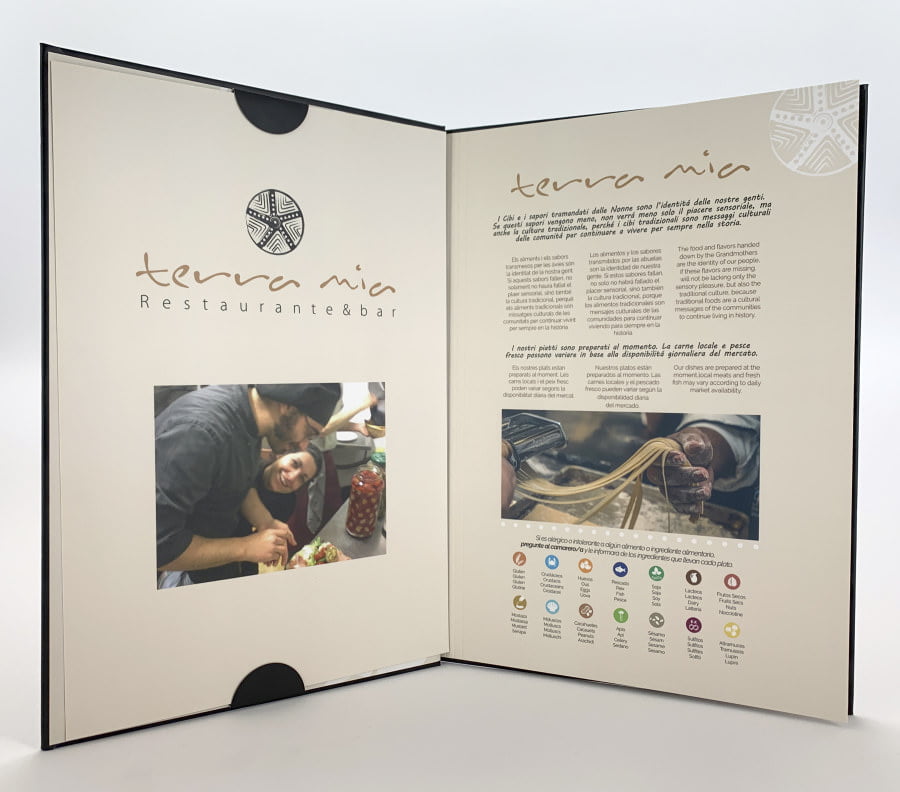 terra mia
Restaurante&bar
terra mia
I Cibi e i sapori tramandati dalle Nonne sono l'identitá delle nostre genti.
Se questi sapori vengono meno, non verrá meno solo il piacere sensoriale, ma
anche la cultura tradizionale, perché i cibi tradizionali sono messaggi culturali
delle comunitá per continuare a vivere per sempre nella storia.
Els aliments i els sabors
transmesos per les àvies són
la identitat de la nostra gent.
Si aquests sabors fallen, no
solament no haurà fallat el
plaer sensorial, sinó també
la cultura tradicional, perquè
els aliments tradicionals són
missatges culturals de les
comunitats per continuar vivint
per sempre en la història.
Los alimentos y los sabores
transmitidos por las abuelas
son la identidad de nuestra
gente. Si estos sabores fallan,
no solo no habrá fallado el
placer sensorial, sino también
la cultura tradicional, porque
los alimentos tradicionales son
mensajes culturales de las
comunidades para continuar
viviendo para siempre en la
historia.
The food and flavors handed
down by the Grandmothers
are the identity of our people,
if these flavors are missing,
will not be lacking only the
sensory pleasure, but also the
traditional culture, because
traditional foods are a cultural
messages of the communities
to continue living in history.
I nostri piatti sono preparati al momento. La carne locale e pesce
fresco possono variare in base alla disponibilitá giornaliera del mercato.
Els nostres plats estan
preparats al moment. Les
carns locals i el peix fresc
poden variar segons la
disponibilitat diària del mercat.
Nuestros platos están
preparados al momento. Las
carnes locales y el pescado
fresco pueden variar según la
disponibilidad diaria
del mercado.
Our dishes are prepared at the
moment,local meats and fresh
fish may vary according to daily
market availability.
Si es alérgico o intolerante a algún alimento o ingrediente alimentario,
pregunte al camarero/a y le informara de los ingredientes que llevan cada plato.
Gluten
Gluten
Gluten
Glutine
Crustáceos
Crustacis
Crustaceans
Crostacei
Huevos
Ous
Eggs
Uova
Pescado
Peix
Fish
Pesce
Soja
Soja
Soy
Soia
Lácteos
Lacteos
Dairy
Latteria
Frutos Secos
Fruits Secs
Nuts
Noccioline
Mostaza
Mostassa
Mustard
Senape
Moluscos
Mol·luscs
Molluscs
Molluschi
Cacahuetes
Cacauets
Peanuts
Arachidi
Apio
Api
Celery
Sedano
Sésamo
Sèsam
Sesame
Sesamo
Sulfitos
Sulfitos
Sulfites
Solfiti
Altramuces
Tramussos
Lupin
Lupini